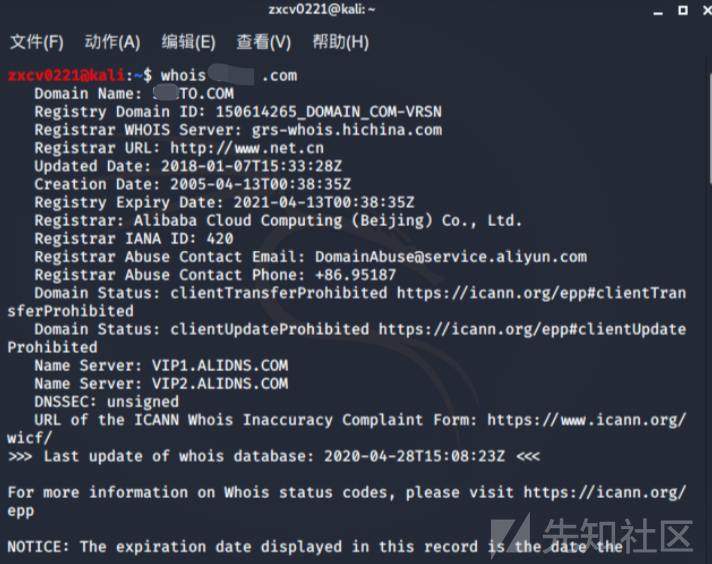 zxcv0221@kali: ~
文件(F) 动作(A) 编辑(E) 查看(V) 帮助(H)
zxcv0221@kali:~$ whois .com
Domain Name: TO.COM
Registry Domain ID: 150614265_DOMAIN_COM-VRSN
Registrar WHOIS Server: grs-whois.hichina.com
Registrar URL: http://www.net.cn
Updated Date: 2018-01-07T15:33:28Z
Creation Date: 2005-04-13T00:38:35Z
Registry Expiry Date: 2021-04-13T00:38:35Z
Registrar: Alibaba Cloud Computing (Beijing) Co., Ltd.
Registrar IANA ID: 420
Registrar Abuse Contact Email: DomainAbuse@service.aliyun.com
Registrar Abuse Contact Phone: +86.95187
Domain Status: clientTransferProhibited https://icann.org/epp#clientTran
sferProhibited
Domain Status: clientUpdateProhibited https://icann.org/epp#clientUpdate
Prohibited
Name Server: VIP1.ALIDNS.COM
Name Server: VIP2.ALIDNS.COM
DNSSEC: unsigned
URL of the ICANN Whois Inaccuracy Complaint Form: https://www.icann.org/
wicf/
>>> Last update of whois database: 2020-04-28T15:08:23Z <<<
For more information on Whois status codes, please visit https://icann.org/
epp
NOTICE: The expiration date displayed in this record is the date the
先知社区